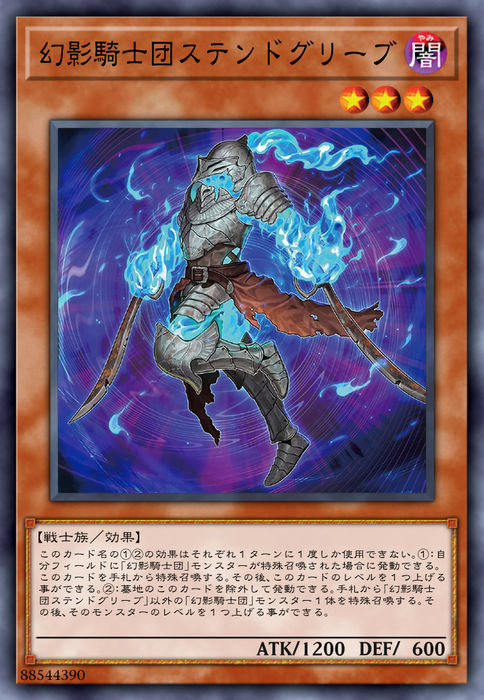 幻影騎士団ステンドグリーブ
やみ
闇
【戦士族／効果】
このカード名の①②の効果はそれぞれ１ターンに１度しか使用できない。①：自
分フィールドに「幻影騎士団」モンスターが特殊召喚された場合に発動できる。
このカードを手札から特殊召喚する。その後、このカードのレベルを１つ上げる
事ができる。②：墓地のこのカードを除外して発動できる。手札から「幻影騎士
団ステンドグリーブ」以外の「幻影騎士団」モンスター１体を特殊召喚する。そ
の後、そのモンスターのレベルを１つ上げる事ができる。
ATK/1200 DEF/ 600
88544390